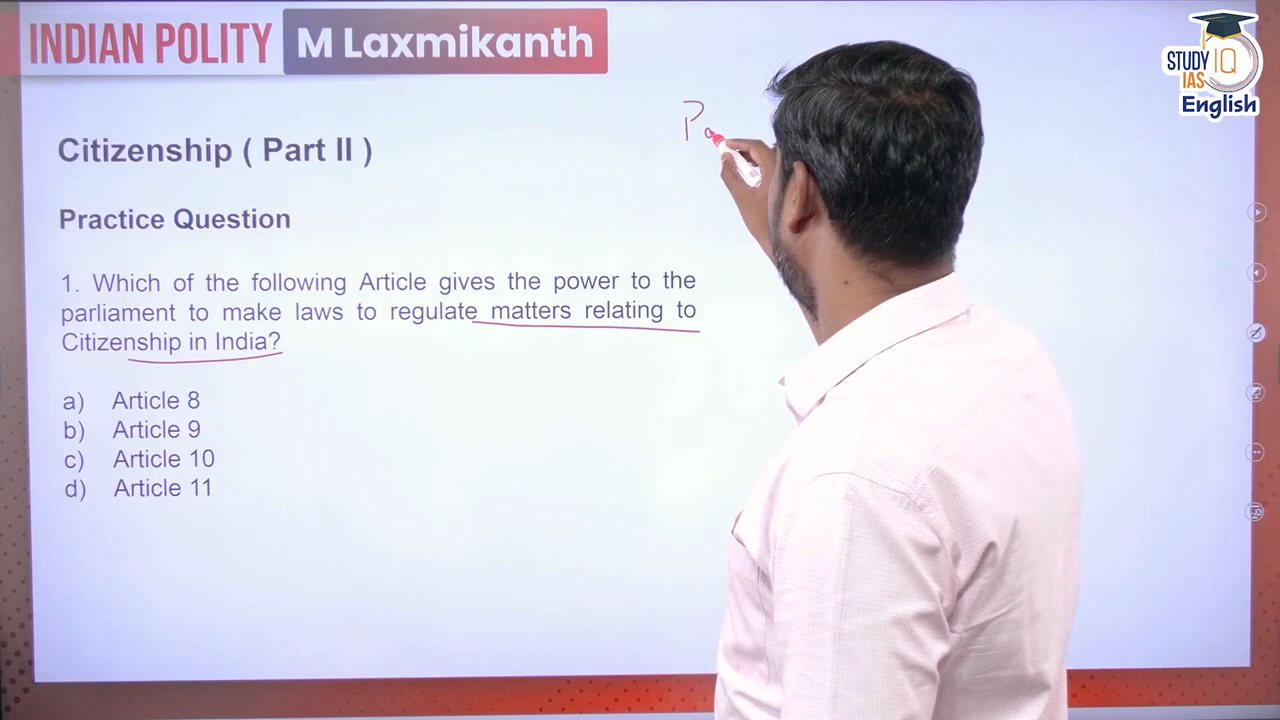 INDIAN POLITY M Laxmikanth
STUDY IQ
IAS
English
Citizenship ( Part II )
Pa
Practice Question
1. Which of the following Article gives the power to the
parliament to make laws to regulate matters relating to
Citizenship in India?
a) Article 8
b) Article 9
c) Article 10
d) Article 11